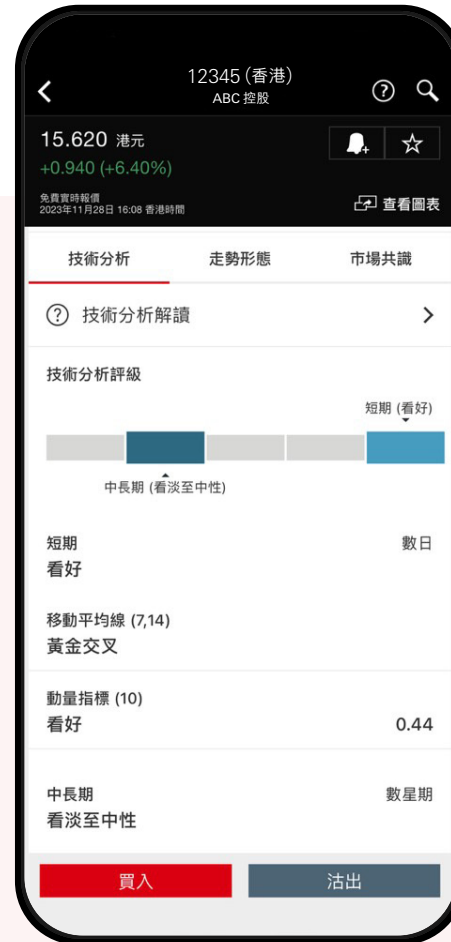 12345 (香港)
ABC 控股
15.620 港元
+0.940 (+6.40%)
免費實時報價
2023年11月28日 16:08 香港時間
查看圖表
技術分析 走勢形態 市場共識
技術分析解讀
技術分析評級
短期 (看好)
中長期 (看淡至中性)
短期 數日
看好
移動平均線 (7,14)
黃金交叉
動量指標 (10)
看好 0.44
中長期 數星期
看淡至中性
買入 沽出